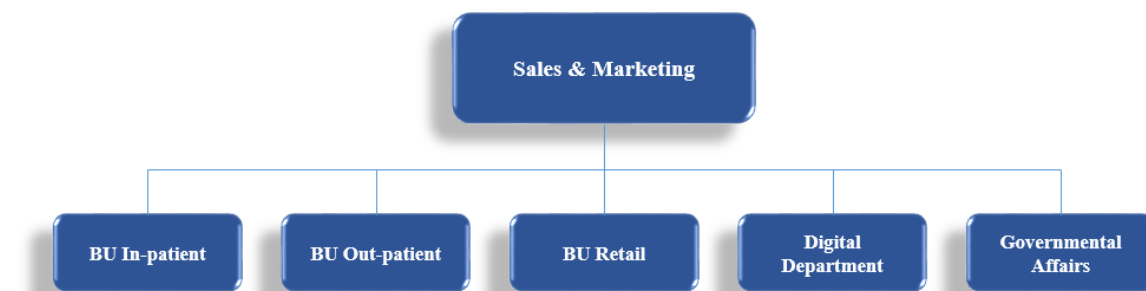 Sales & Marketing
BU In-patient
BU Out-patient
BU Retail
Digital
Department
Governmental
Affairs